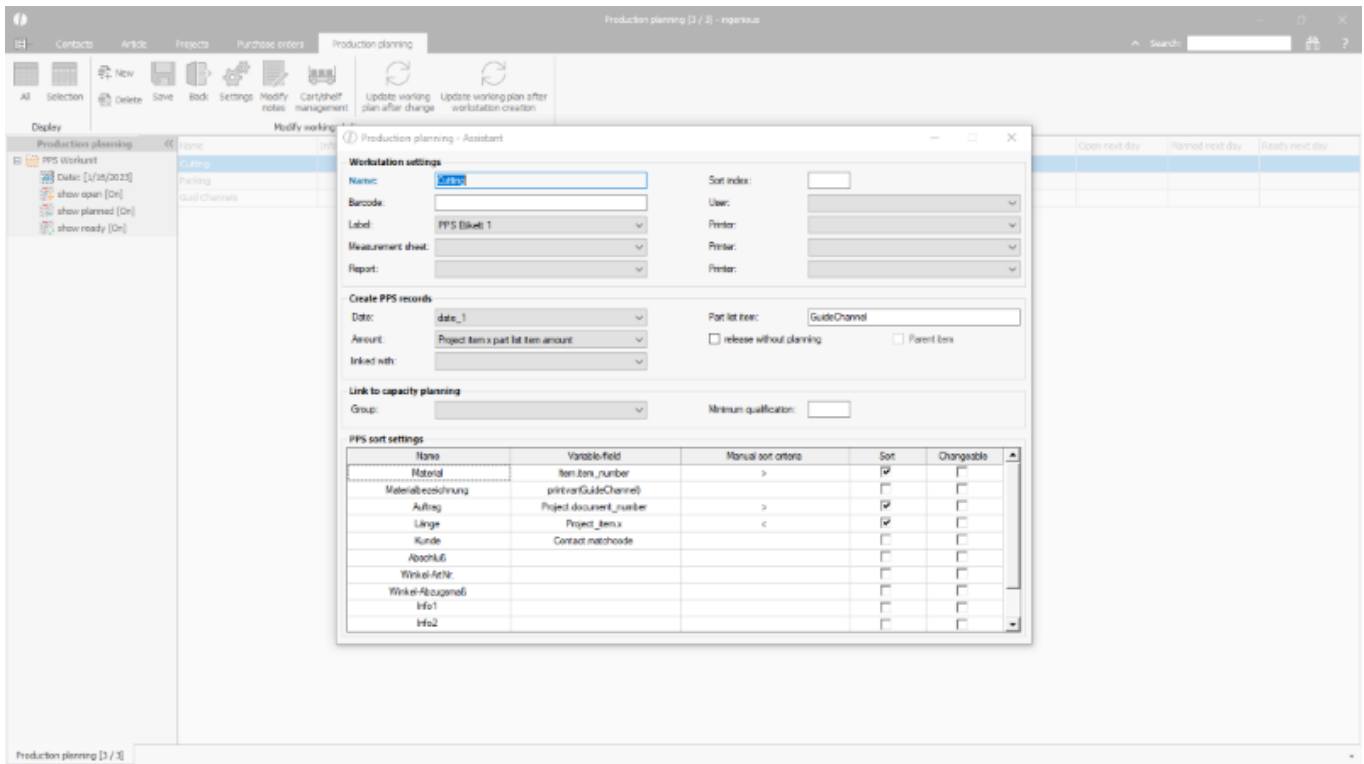 Production planning [3 / 3] - ingenious
Contacts Article Projects Purchase orders Production planning Search: ?
All Selection New Delete Save Back Settings Modify notes Cart/shelf management Update working plan after change Update working plan after workstation creation
Display Modify working
Production planning Name Open next day Planned next day Ready next day
PPS Workunit Cutting
Date: [1/16/2023] Packing
show open [On] Guid Channels
show planned [On]
show ready [On]
Production planning - Assistant
Workstation settings
Name: Cutting Sort index:
Barcode: User:
Label: PPS Etikett 1 Printer:
Measurement sheet: Printer:
Report: Printer:
Create PPS records
Date: date_1 Part list item: GuideChannel
Amount: Project item x part list item amount release without planning Parent item
linked with:
Link to capacity planning
Group: Minimum qualification:
PPS sort settings
Name Variable/field Manual sort criteria Sort Changeable
Material Item.item_number >
Materialbezeichnung printvar(GuideChannel)
Auftrag Project.document_number >
Länge Project_item.x <
Kunde Contact.matchcode
Abschluß
Winkel-ArtNr.
Winkel-Abzugsmaß
Info1
Info2
Production planning [3 / 3]